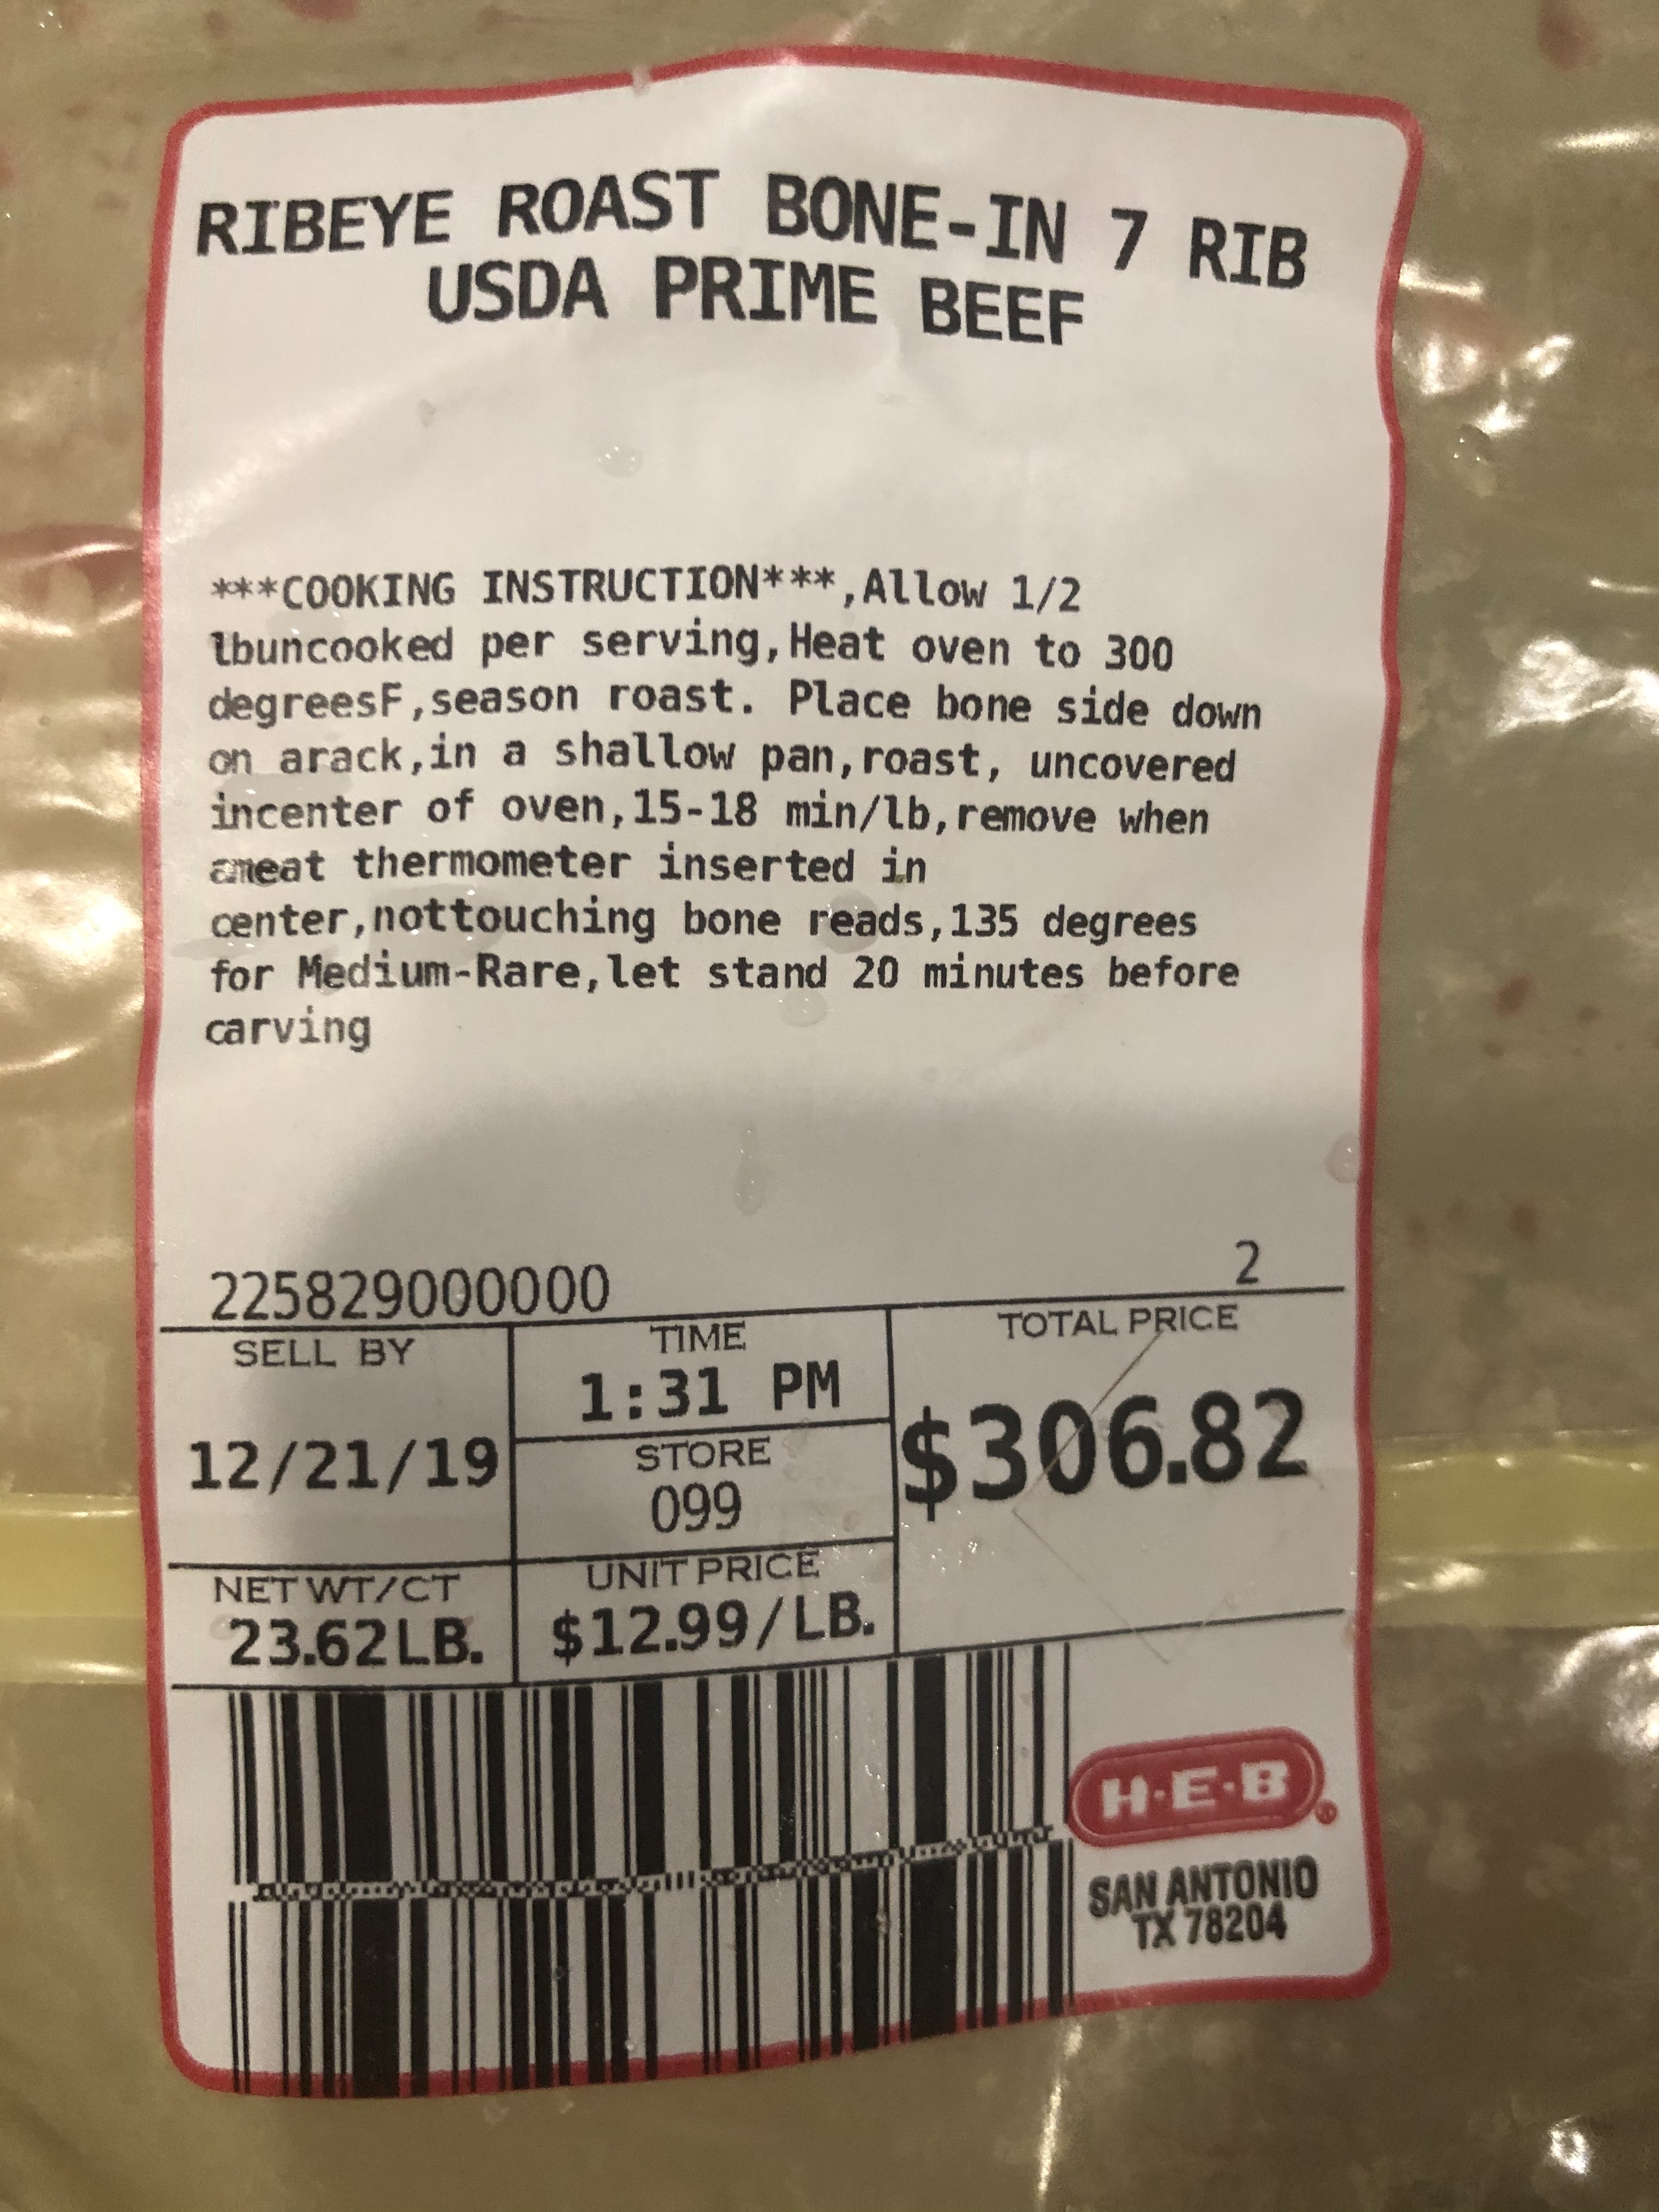 RIBEYE ROAST BONE-IN 7 RIB
USDA PRIME BEEF
***COOKING INSTRUCTION***,Allow 1/2
lbuncooked per serving,Heat oven to 300
degreesF,season roast. Place bone side down
on arack,in a shallow pan,roast, uncovered
incenter of oven,15-18 min/lb,remove when
ameat thermometer inserted in
center,nottouching bone reads,135 degrees
for Medium-Rare,let stand 20 minutes before
carving
225829000000 2
SELL BY
12/21/19
TIME
1:31 PM
STORE
099
TOTAL PRICE
$306.82
NET WT/CT
23.62LB.
UNIT PRICE
$12.99/LB.
H·E·B®
SAN ANTONIO
TX 78204